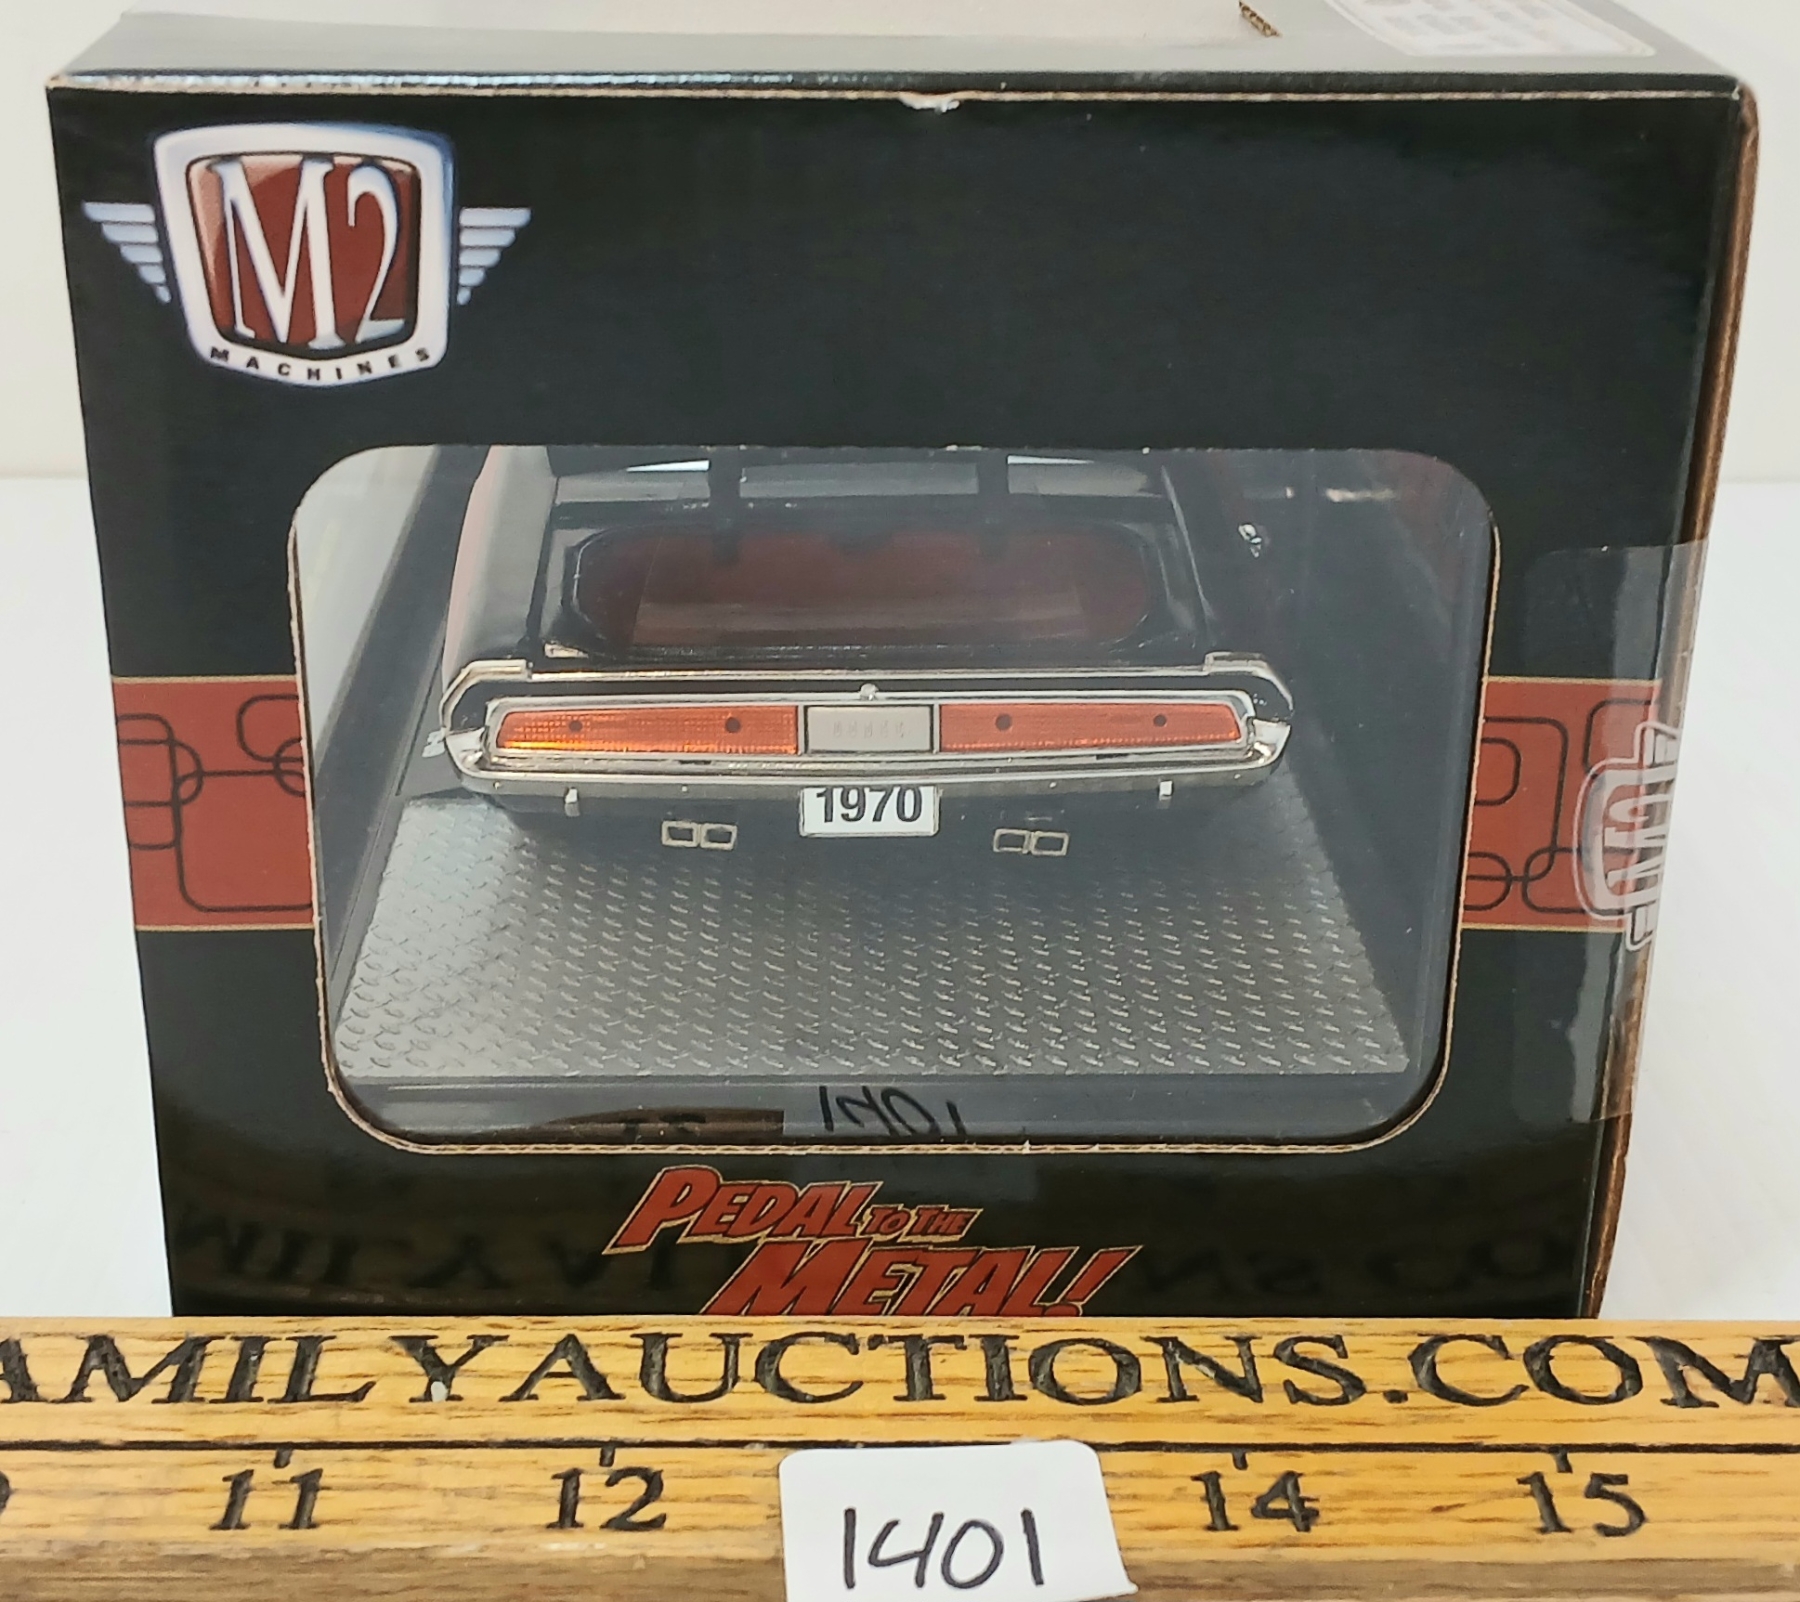 M2
MACHINES
1970
1401
PEDAL TO THE
METAL!
AMILYAUCTIONS.COM
11 12 14 15
1401